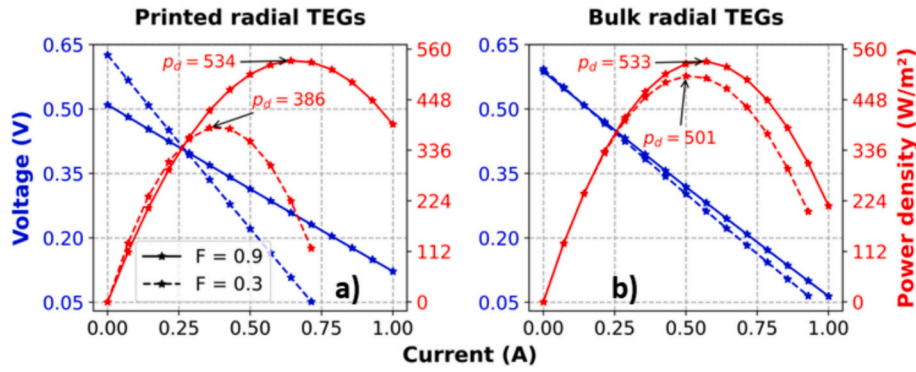 Printed radial TEGs
Bulk radial TEGs
0.65
0.50
0.35
0.20
0.05
Voltage (V)
560
448
336
224
112
0
p_d = 534
p_d = 386
F = 0.9
F = 0.3
a)
0.00 0.25 0.50 0.75 1.00
0.65
0.50
0.35
0.20
0.05
560
448
336
224
112
0
Power density (W/m²)
p_d = 533
p_d = 501
b)
0.00 0.25 0.50 0.75 1.00
Current (A)